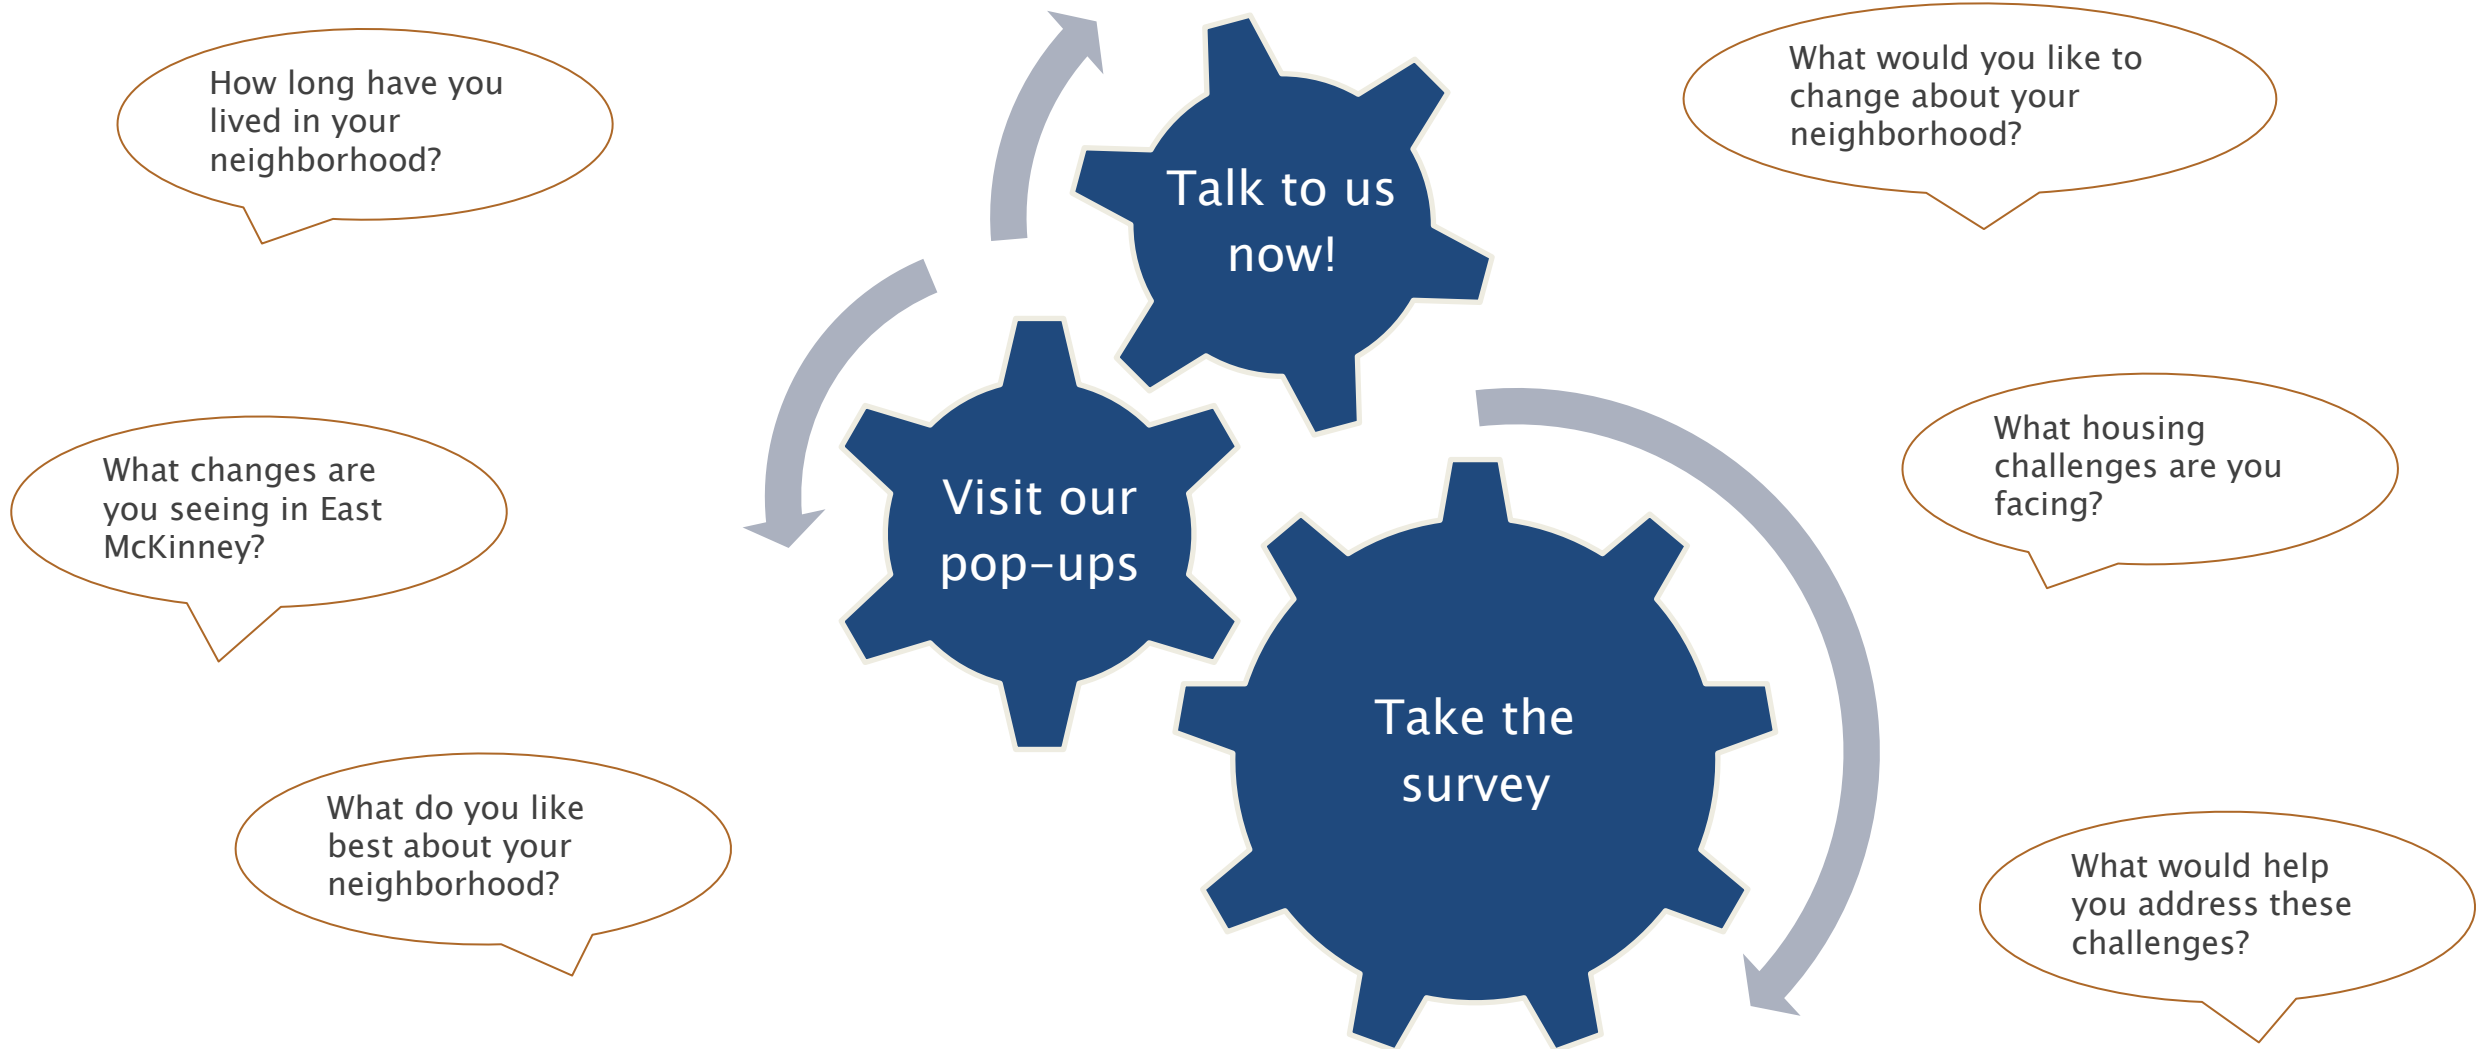 How long have you
lived in your
neighborhood?
What changes are
you seeing in East
McKinney?
What do you like
best about your
neighborhood?
Talk to us
now!
Visit our
pop-ups
Take the
survey
What would you like to
change about your
neighborhood?
What housing
challenges are you
facing?
What would help
you address these
challenges?